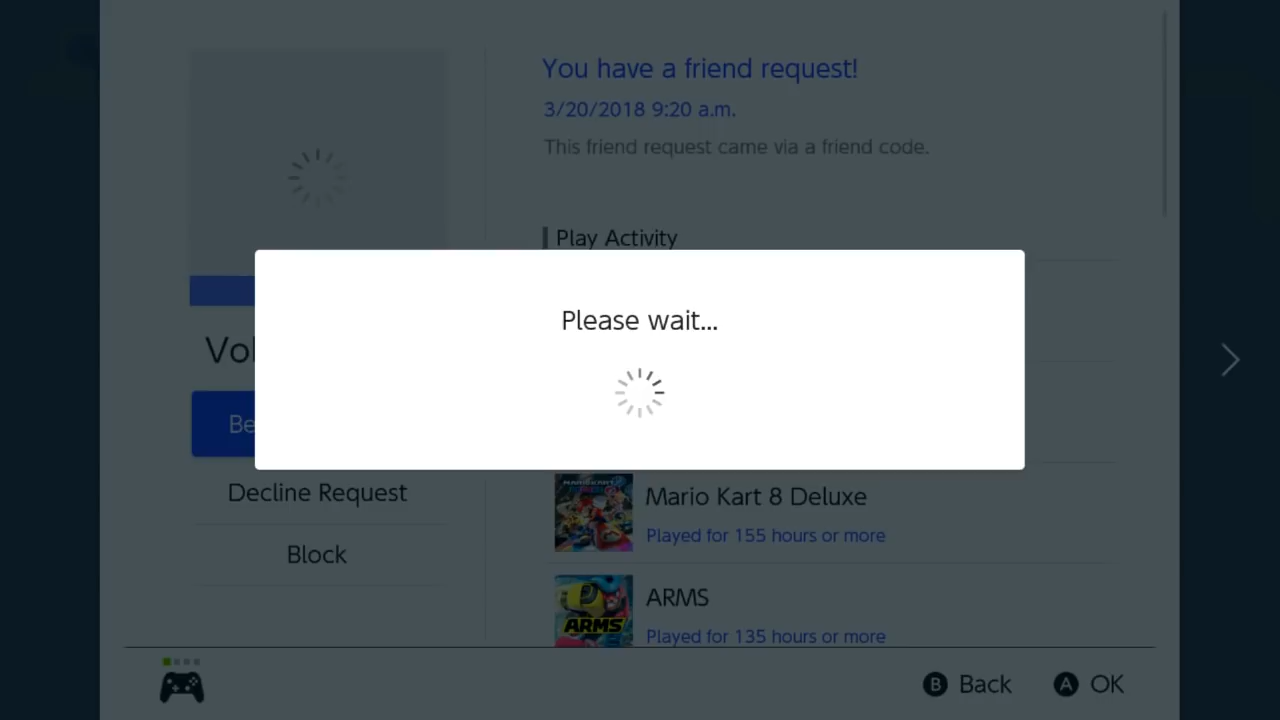 You have a friend request!
3/20/2018 9:20 a.m.
This friend request came via a friend code.
Play Activity
Please wait...
Decline Request
Block
Mario Kart 8 Deluxe
Played for 155 hours or more
ARMS
ARMS
Played for 135 hours or more
B Back
A OK